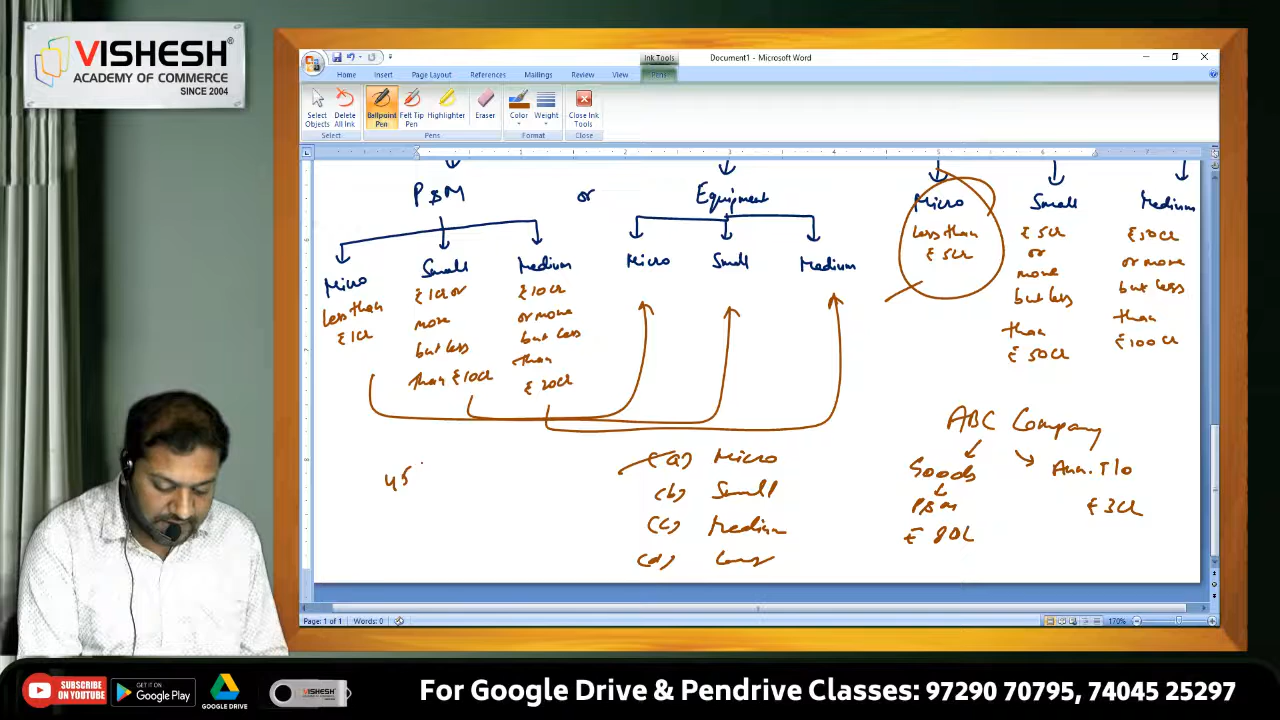 VISHESH®
ACADEMY OF COMMERCE
SINCE 2004
Ink Tools
Document1 - Microsoft Word
Home Insert Page Layout References Mailings Review View Pens
Select Objects
Delete All Ink
Ballpoint Pen
Felt Tip Pen
Highlighter
Eraser
Color
Weight
Close Ink Tools
Select
Pens
Format
Close
P&M or Equipment
Micro
less than
₹1Cr
Small
₹1Cr or
more
but less
than ₹10Cr
Medium
₹10Cr
or more
but less
than
₹20Cr
Micro
Small
Medium
Micro
less than
₹5Cr
Small
₹5Cr
or
more
but less
than
₹50Cr
Medium
₹50Cr
or more
but less
than
₹100Cr
45
(a) Micro
(b) Small
(c) Medium
(d)
ABC Company
Goods
P&M
₹80L
Ann. T/o
₹3Cr
Page: 1 of 1 Words: 0
170%
SUBSCRIBE
ON YOUTUBE
GET IT ON
Google Play
GOOGLE DRIVE
VISHESH
For Google Drive & Pendrive Classes: 97290 70795, 74045 25297